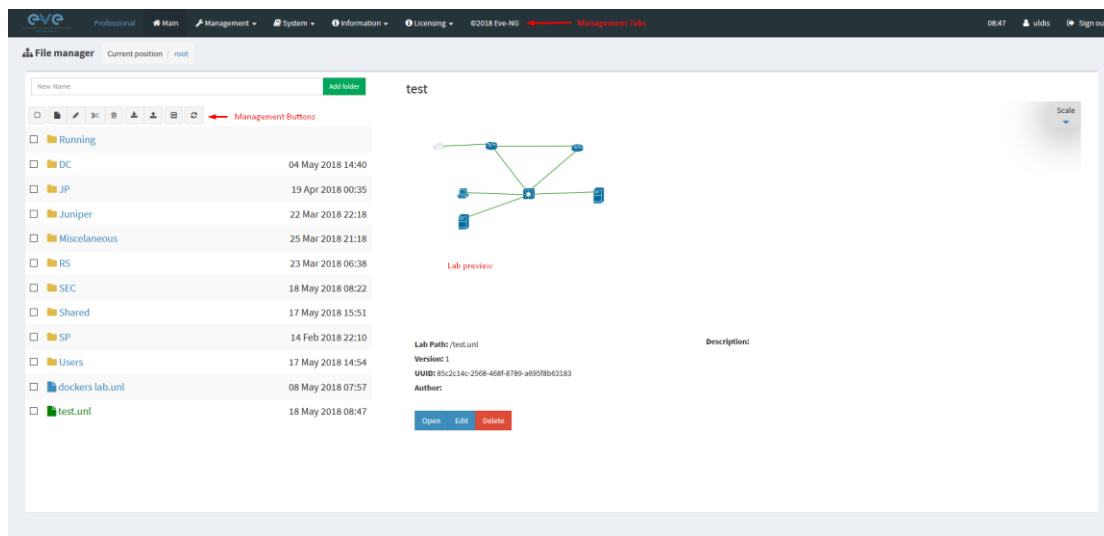 eve Professional Main Management System Information Licensing ©2018 Eve-NG Management Tabs 08:47 uldis Sign ou
File manager Current position / root
New Name Add folder
test
Management Buttons
Scale
Running
DC 04 May 2018 14:40
JP 19 Apr 2018 00:35
Juniper 22 Mar 2018 22:18
Miscelaneous 25 Mar 2018 21:18
RS 23 Mar 2018 06:38
SEC 18 May 2018 08:22
Shared 17 May 2018 15:51
SP 14 Feb 2018 22:10
Users 17 May 2018 14:54
dockers lab.unl 08 May 2018 07:57
test.unl 18 May 2018 08:47
Lab preview
Lab Path: /test.unl
Version: 1
UUID: 85c2c14c-2568-468f-8789-a695f8b63183
Author:
Description:
Open Edit Delete